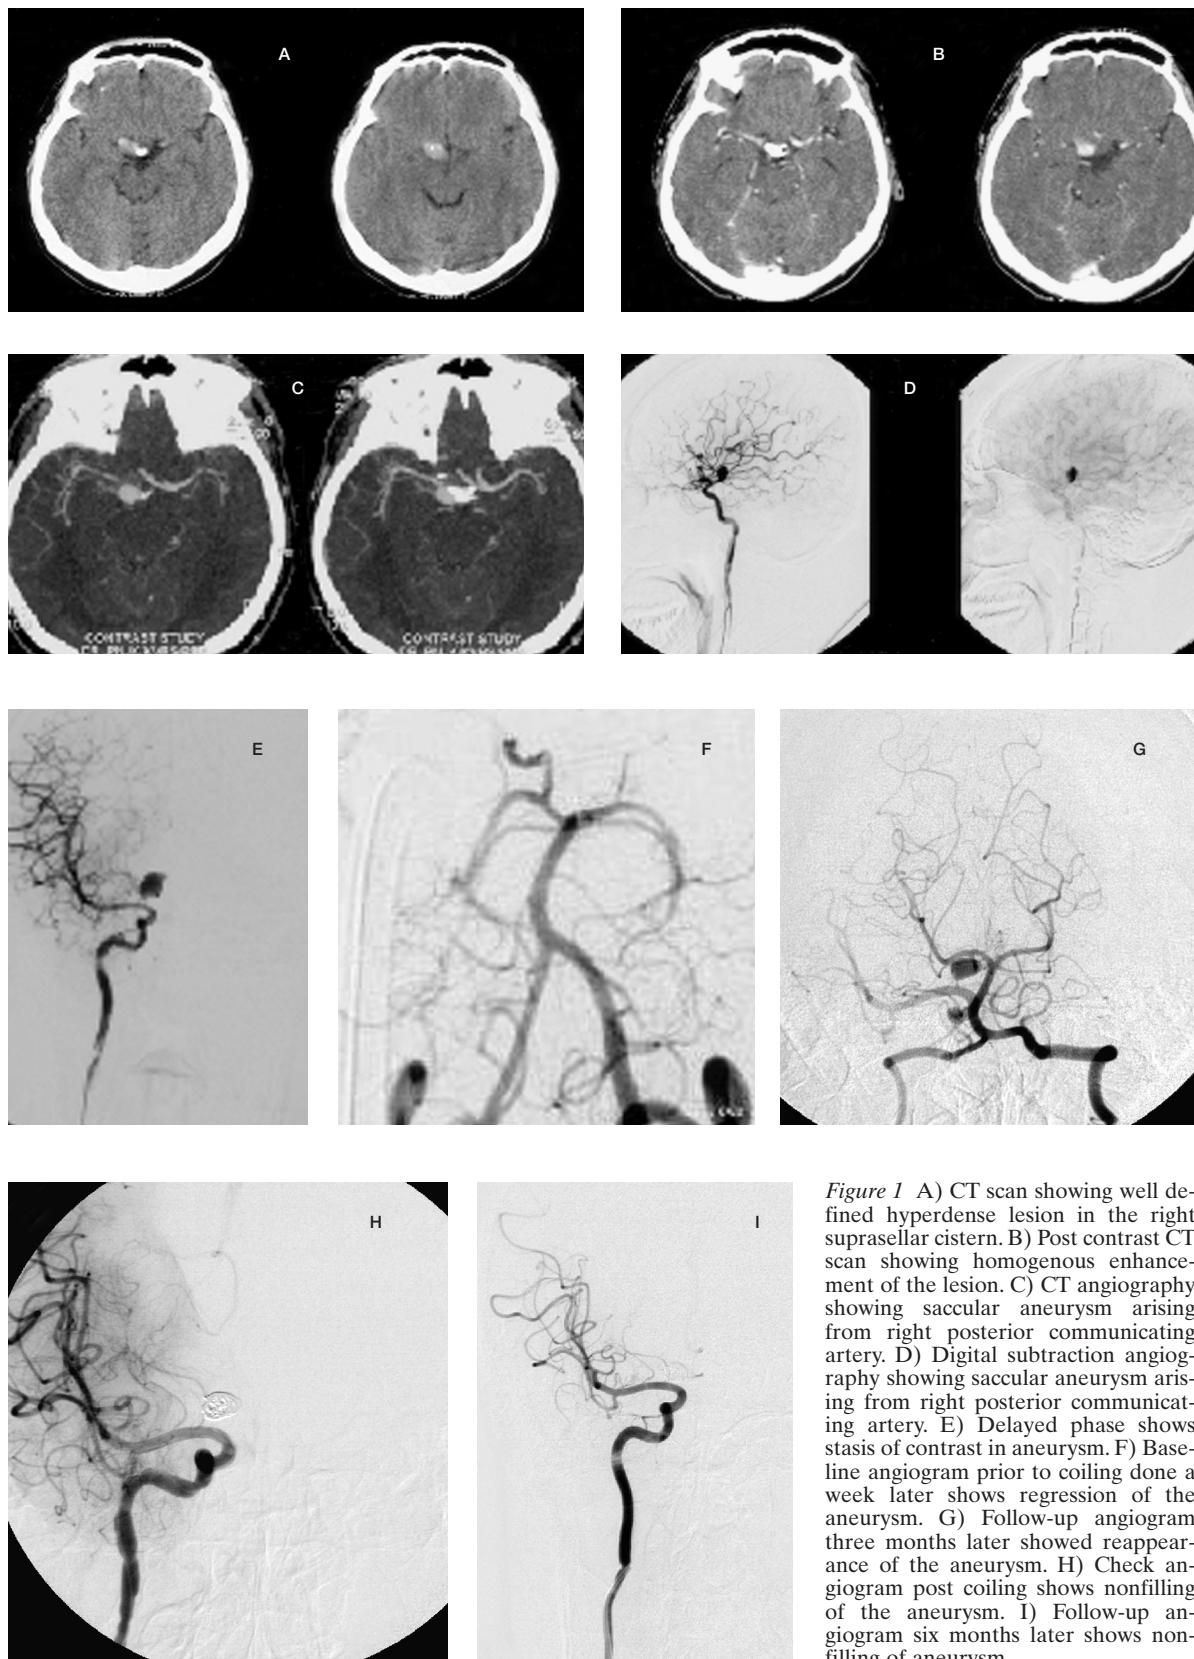 A
B
C
CONTRAST STUDY
CONTRAST STUDY
D
E
F
G
H
I
Figure 1 A) CT scan showing well de-
fined hyperdense lesion in the right
suprasellar cistern. B) Post contrast CT
scan showing homogenous enhance-
ment of the lesion. C) CT angiography
showing saccular aneurysm arising
from right posterior communicating
artery. D) Digital subtraction angiog-
raphy showing saccular aneurysm aris-
ing from right posterior communicat-
ing artery. E) Delayed phase shows
stasis of contrast in aneurysm. F) Base-
line angiogram prior to coiling done a
week later shows regression of the
aneurysm. G) Follow-up angiogram
three months later showed reappear-
ance of the aneurysm. H) Check an-
giogram post coiling shows nonfilling
of the aneurysm. I) Follow-up an-
giogram six months later shows non-
filling of aneurysm.